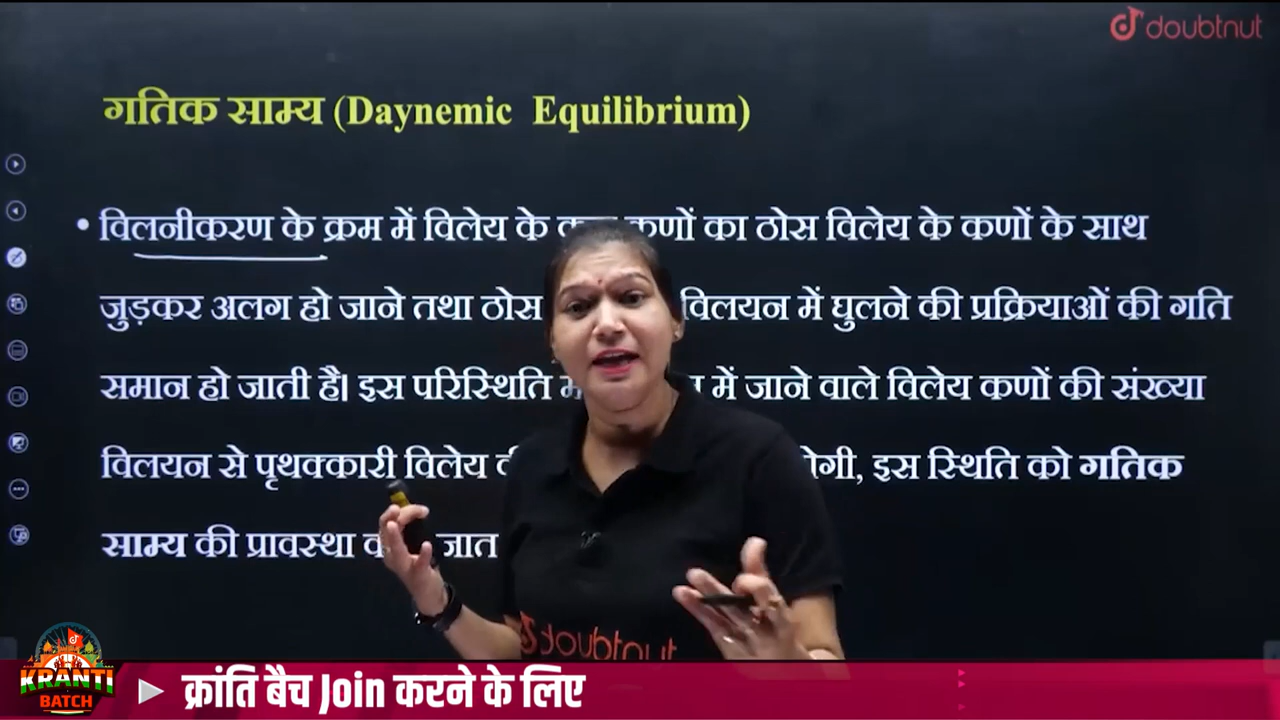 doubtnut
गतिक साम्य (Daynemic Equilibrium)
• विलनीकरण के क्रम में विलेय के कणों का ठोस विलेय के कणों के साथ
जुड़कर अलग हो जाने तथा ठोस विलयन में घुलने की प्रक्रियाओं की गति
समान हो जाती है। इस परिस्थिति में जाने वाले विलेय कणों की संख्या
विलयन से पृथक्कारी विलेय इस स्थिति को गतिक
साम्य की प्रावस्था जात
doubtnut
KRANTI
BATCH
क्रांति बैच Join करने के लिए